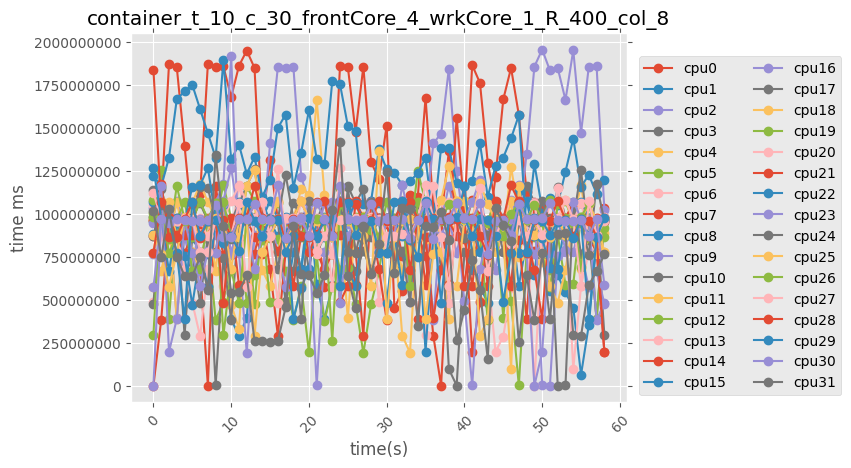 container_t_10_c_30_frontCore_4_wrkCore_1_R_400_col_8
2000000000
1750000000
1500000000
1250000000
1000000000
750000000
500000000
250000000
0
time ms
0 10 20 30 40 50 60
time(s)
cpu0 cpu16
cpu1 cpu17
cpu2 cpu18
cpu3 cpu19
cpu4 cpu20
cpu5 cpu21
cpu6 cpu22
cpu7 cpu23
cpu8 cpu24
cpu9 cpu25
cpu10 cpu26
cpu11 cpu27
cpu12 cpu28
cpu13 cpu29
cpu14 cpu30
cpu15 cpu31